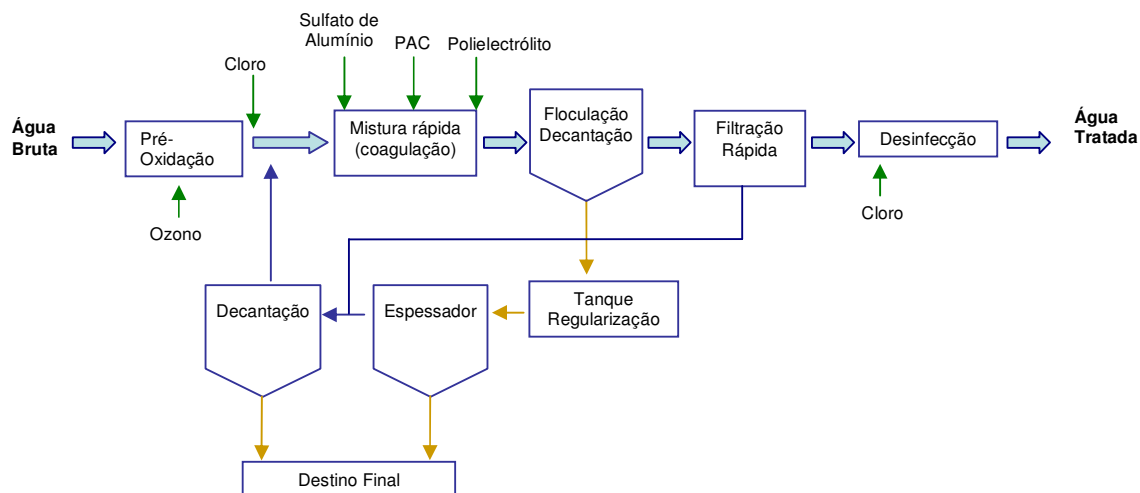 Sulfato de
Alumínio
PAC
Polielectrólito
Cloro
Água
Bruta
Pré-
Oxidação
Mistura rápida
(coagulação)
Floculação
Decantação
Filtração
Rápida
Desinfecção
Água
Tratada
Ozono
Cloro
Decantação
Espessador
Tanque
Regularização
Destino Final